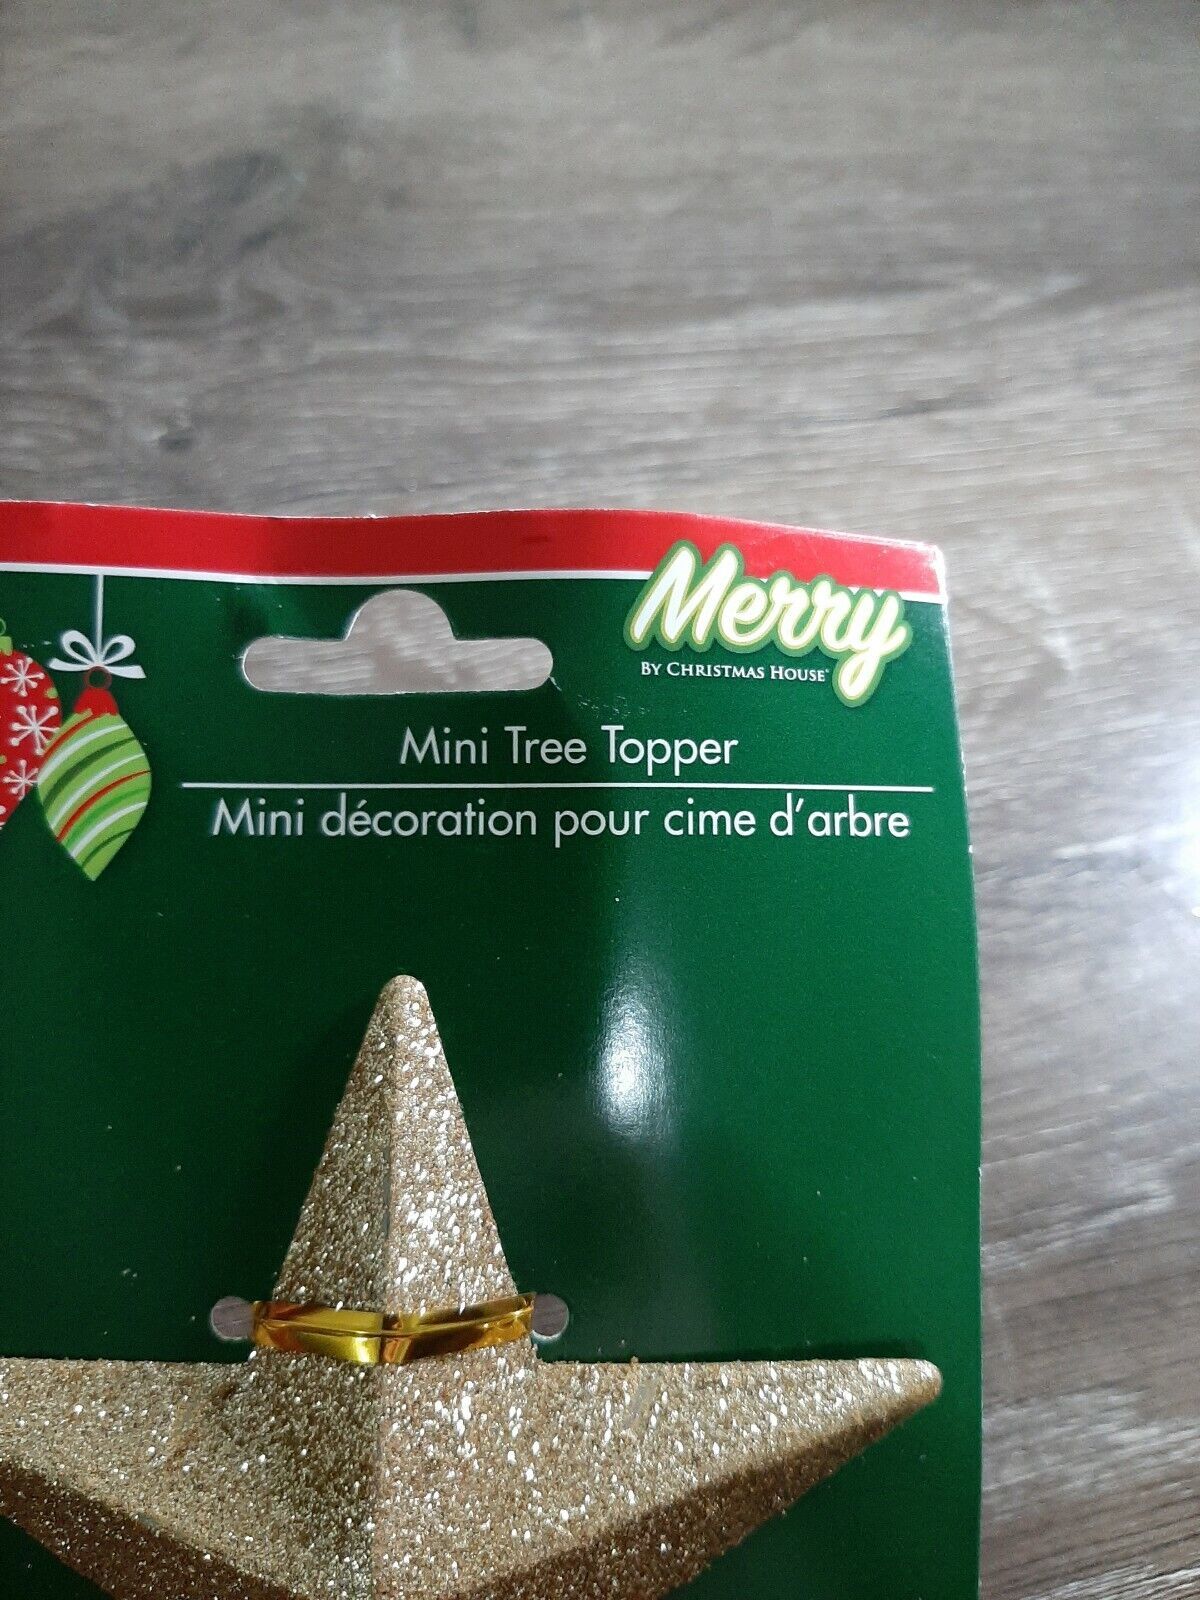 Merry
BY CHRISTMAS HOUSE®
Mini Tree Topper
Mini décoration pour cime d'arbre